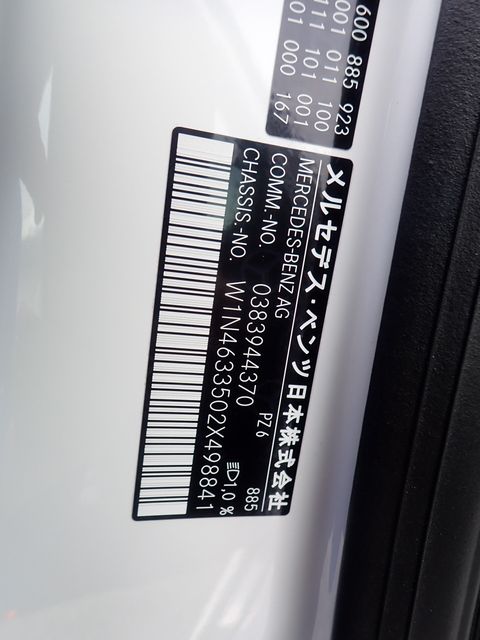 600 885 923
001 011 100
111 101 001
01 000 167
メルセデス・ベンツ日本株式会社
MERCEDES-BENZ AG 885
COMM.-NO. 0383944370 PZ6 1,0 %
CHASSIS.-NO. W1N4633502X498841